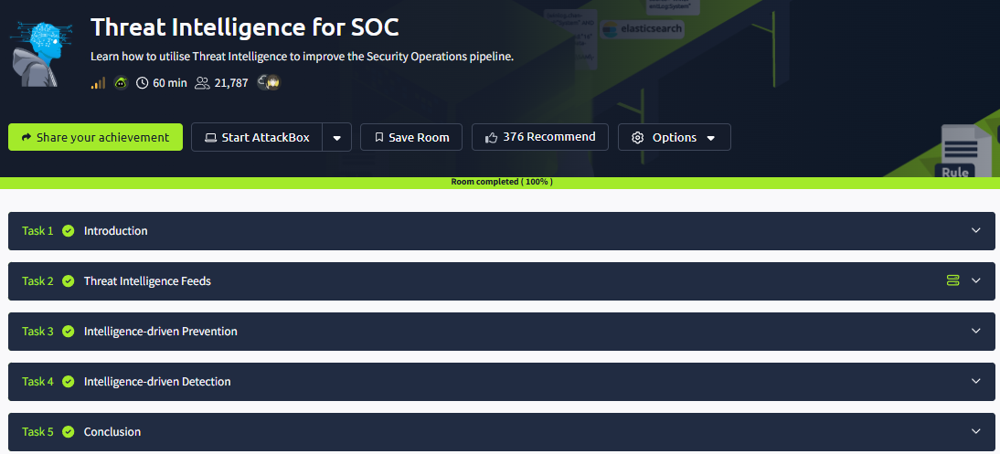 Threat Intelligence for SOC
elasticsearch
Learn how to utilise Threat Intelligence to improve the Security Operations pipeline.
60 min 21,787
Share your achievement Start AttackBox Save Room 376 Recommend Options
Rule
Room completed ( 100% )
Task 1 Introduction
Task 2 Threat Intelligence Feeds
Task 3 Intelligence-driven Prevention
Task 4 Intelligence-driven Detection
Task 5 Conclusion